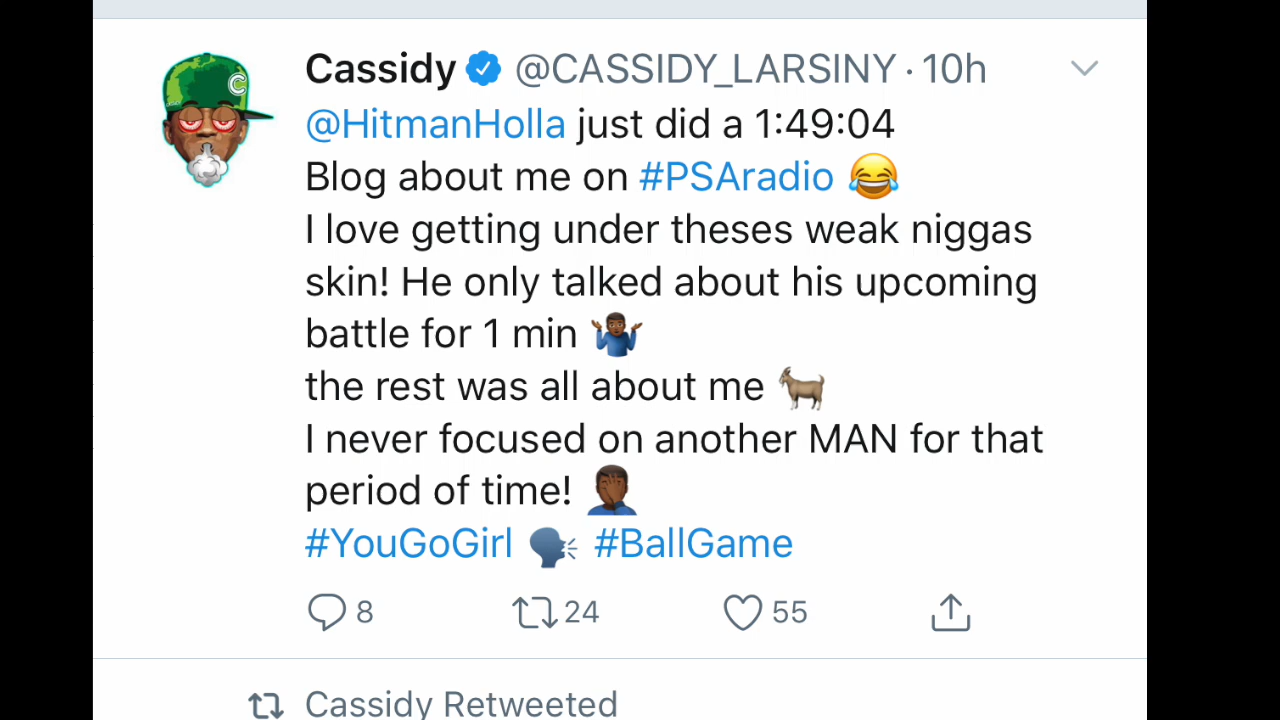 Cassidy @CASSIDY_LARSINY · 10h
@HitmanHolla just did a 1:49:04
Blog about me on #PSAradio 😂
I love getting under theses weak niggas
skin! He only talked about his upcoming
battle for 1 min 🤷🏾‍♂️
the rest was all about me 🐐
I never focused on another MAN for that
period of time! 🤦🏾‍♂️
#YouGoGirl 🗣 #BallGame
8 24 55
Cassidy Retweeted